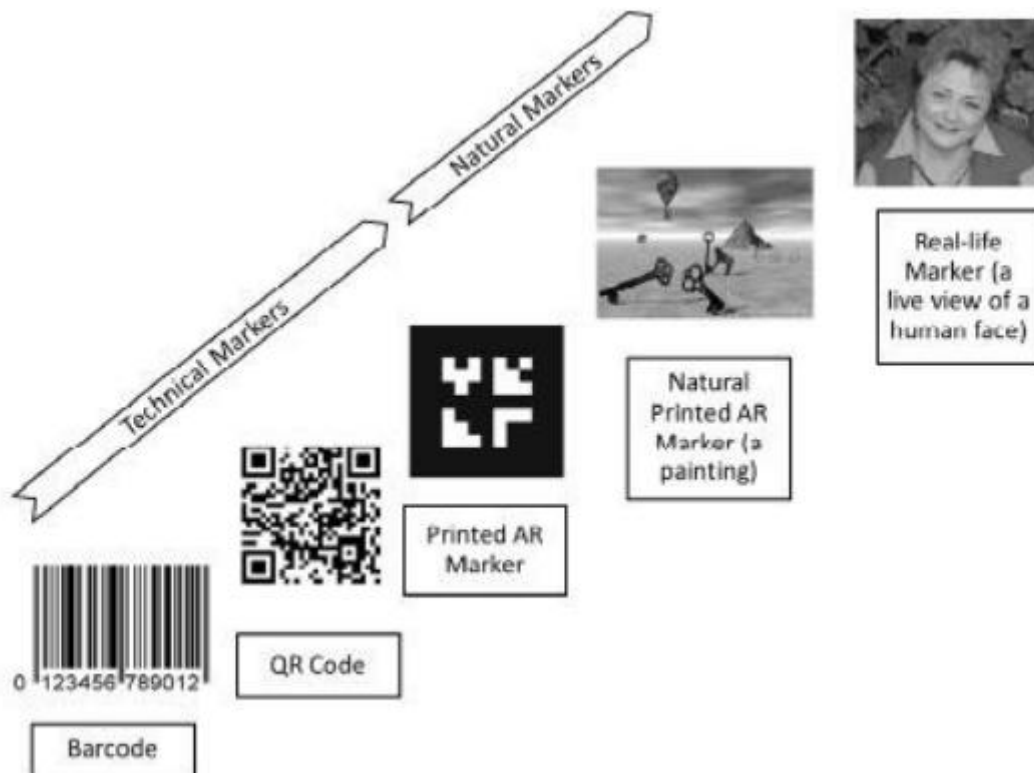 Natural Markers
Technical Markers
Real-life
Marker (a
live view of a
human face)
Natural
Printed AR
Marker (a
painting)
Printed AR
Marker
QR Code
0 123456 789012
Barcode